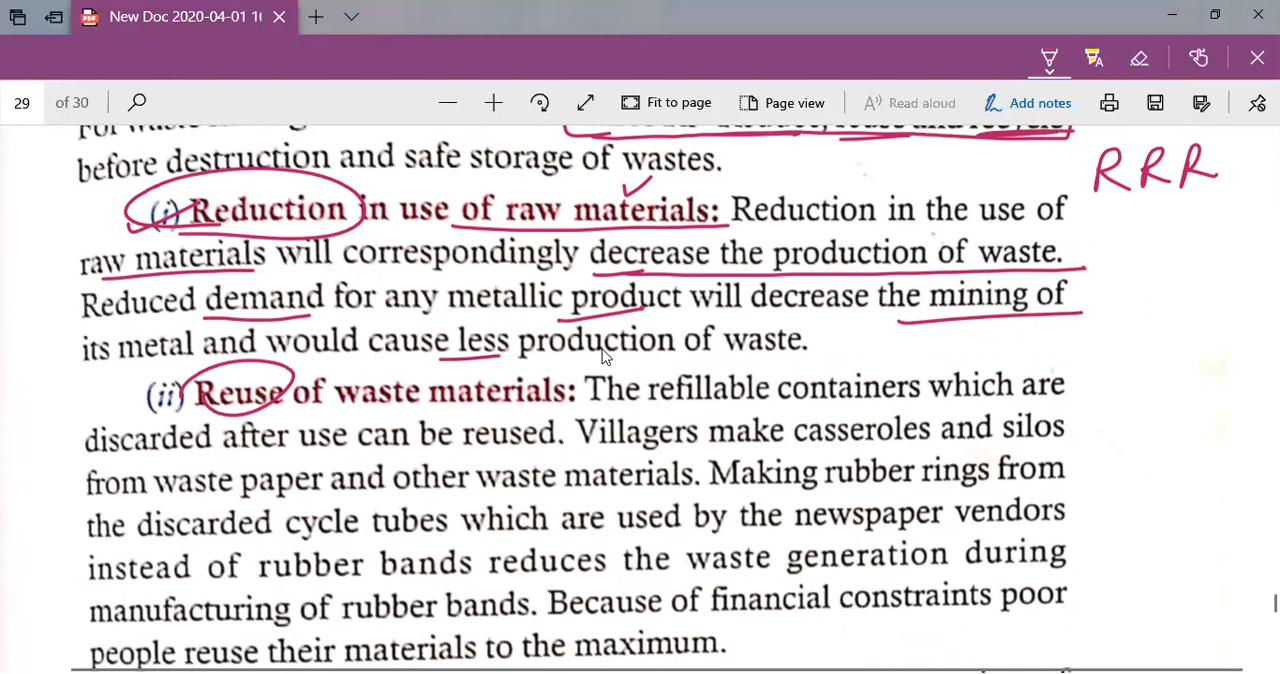 New Doc 2020-04-01 1
29 of 30 Fit to page Page view Read aloud Add notes
reuse and recycle
before destruction and safe storage of wastes.
R R R
(i) Reduction in use of raw materials: Reduction in the use of
raw materials will correspondingly decrease the production of waste.
Reduced demand for any metallic product will decrease the mining of
its metal and would cause less production of waste.
(ii) Reuse of waste materials: The refillable containers which are
discarded after use can be reused. Villagers make casseroles and silos
from waste paper and other waste materials. Making rubber rings from
the discarded cycle tubes which are used by the newspaper vendors
instead of rubber bands reduces the waste generation during
manufacturing of rubber bands. Because of financial constraints poor
people reuse their materials to the maximum.